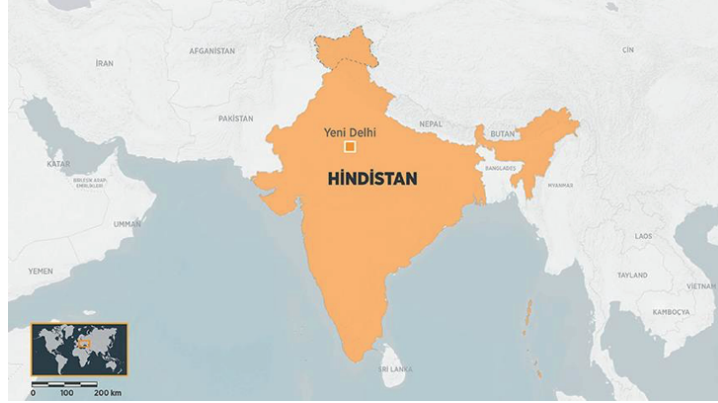 AFGANİSTAN
ÇİN
İRAN
PAKİSTAN
NEPAL
Yeni Delhi
BUTAN
KATAR
BANGLADEŞ
HİNDİSTAN
BİRLEŞİK ARAP
EMİRLİKLERİ
MYANMAR
UMMAN
LAOS
YEMEN
TAYLAND
VİETNAM
KAMBOÇYA
SRİ LANKA
0 100 200 km